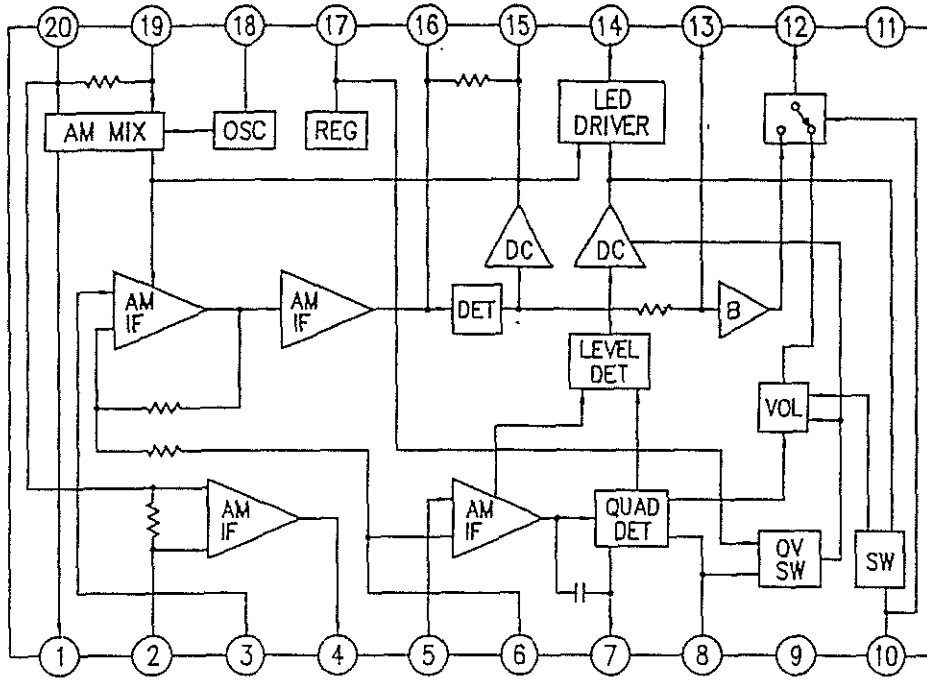 20 19 18 17 16 15 14 13 12 11
AM MIX
OSC
REG
LED
DRIVER
DC
DC
AM
IF
AM
IF
DET
B
LEVEL
DET
VOL
AM
IF
AM
IF
QUAD
DET
QV
SW
SW
1 2 3 4 5 6 7 8 9 10